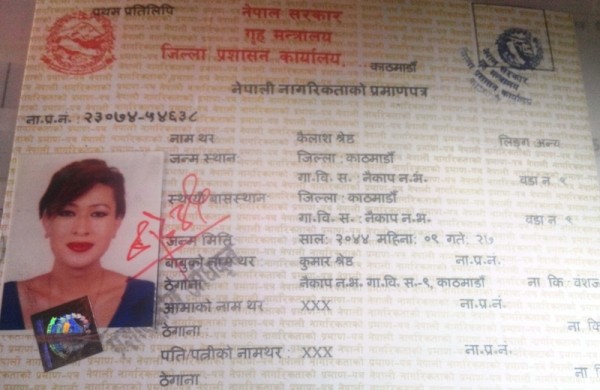 प्रथम प्रतिलिपि
नेपाल सरकार
गृह मन्त्रालय
जिल्ला प्रशासन कार्यालय, काठमाडौं
नेपाली नागरिकताको प्रमाणपत्र
ना.प्र.नं. : २३०७४-५४६३८
नाम थर कैलाश श्रेष्ठ लिङ्ग अन्य
जन्म स्थान: जिल्ला : काठमाडौं
गा. वि. स. : नैकाप न.भ. वडा नं ९
स्थायी बासस्थान जिल्ला : काठमाडौं
गा. वि. स. : नैकाप न.भ. वडा नं ९
जन्म मिति साल: २०४४ महिना: ०९ गते: २७
बाबुको नाम थर कुमार श्रेष्ठ ना.प्र.नं.
ठेगाना: नैकाप न.भ. गा.वि. स.-९, काठमाडौं ना कि वंशज
आमाको नाम थर XXX ना.प्र.नं.
ठेगाना ना कि
पति/पत्नीको नामथर : XXX ना.प्र.नं.
ठेगाना